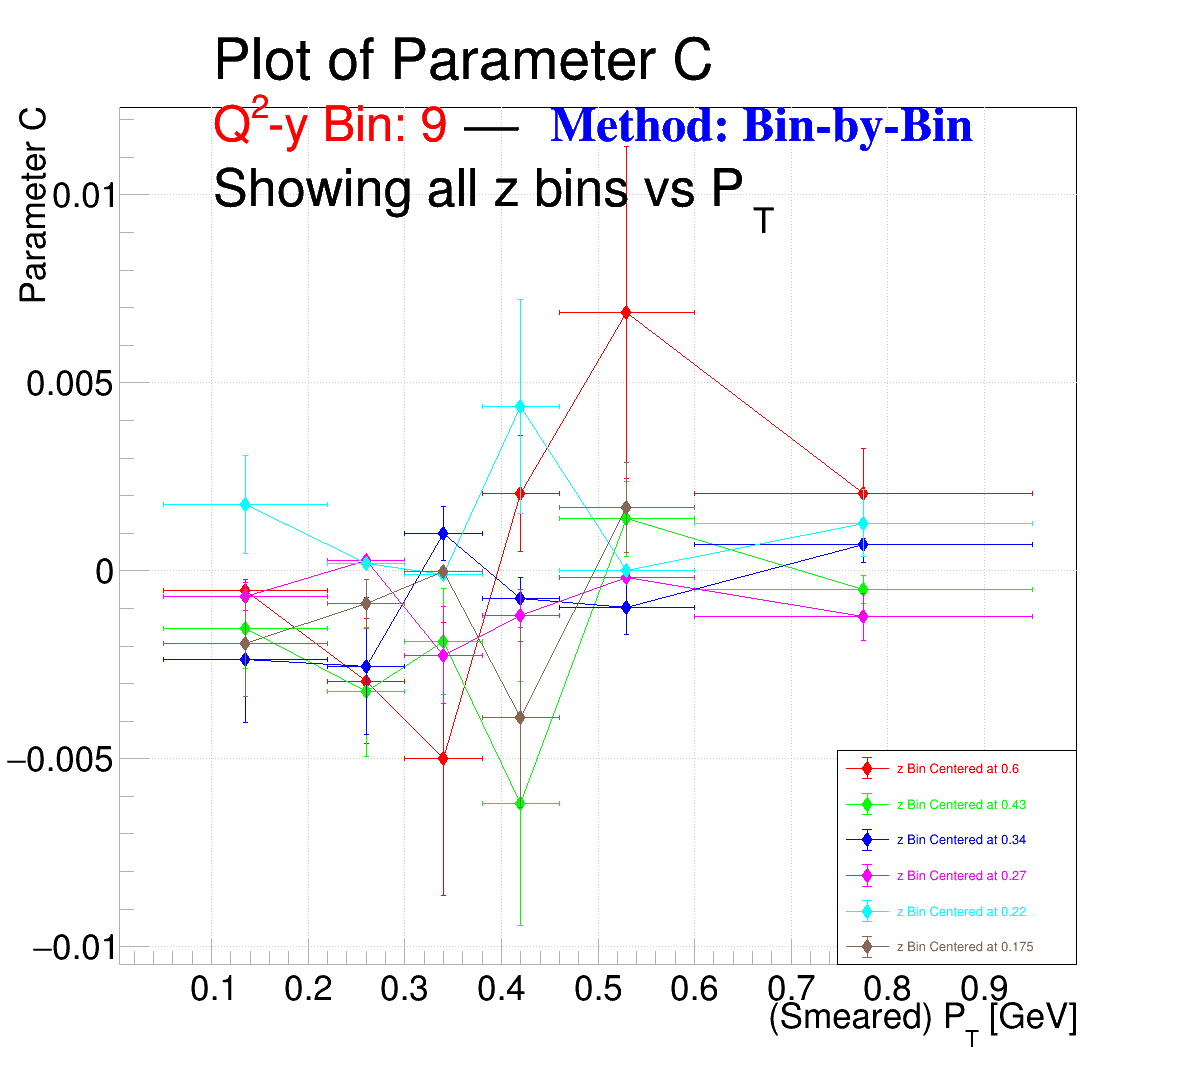 Plot of Parameter C
Q²-y Bin: 9 — Method: Bin-by-Bin
Showing all z bins vs P_T
Parameter C
0.01
0.005
0
−0.005
−0.01
z Bin Centered at 0.6
z Bin Centered at 0.43
z Bin Centered at 0.34
z Bin Centered at 0.27
z Bin Centered at 0.22
z Bin Centered at 0.175
0.1 0.2 0.3 0.4 0.5 0.6 0.7 0.8 0.9
(Smeared) P_T [GeV]